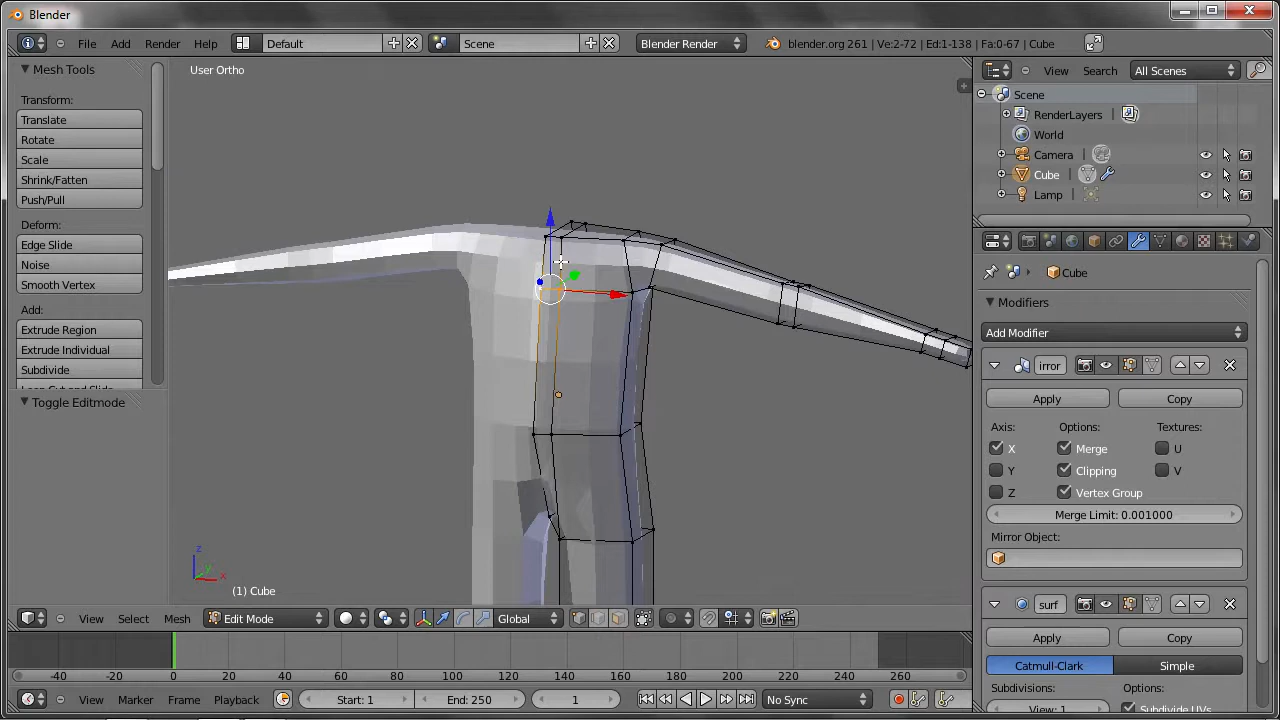 Blender
File Add Render Help Default Scene Blender Render blender.org 261 | Ve:2-72 | Ed:1-138 | Fa:0-67 | Cube
Mesh Tools
Transform:
Translate
Rotate
Scale
Shrink/Fatten
Push/Pull
Deform:
Edge Slide
Noise
Smooth Vertex
Add:
Extrude Region
Extrude Individual
Subdivide
Loop Cut and Slide
Toggle Editmode
User Ortho
z
y
x
(1) Cube
View Select Mesh Edit Mode Global
-40 -20 0 20 40 60 80 100 120 140 160 180 200 220 240 260
View Marker Frame Playback Start: 1 End: 250 1 No Sync
View Search All Scenes
Scene
RenderLayers |
World
Camera |
Cube |
Lamp |
Cube
Modifiers
Add Modifier
irror
Apply Copy
Axis: Options: Textures:
X Merge U
Y Clipping V
Z Vertex Group
Merge Limit: 0.001000
Mirror Object:
surf
Apply Copy
Catmull-Clark Simple
Subdivisions: Options:
View: 1 Subdivide UVs